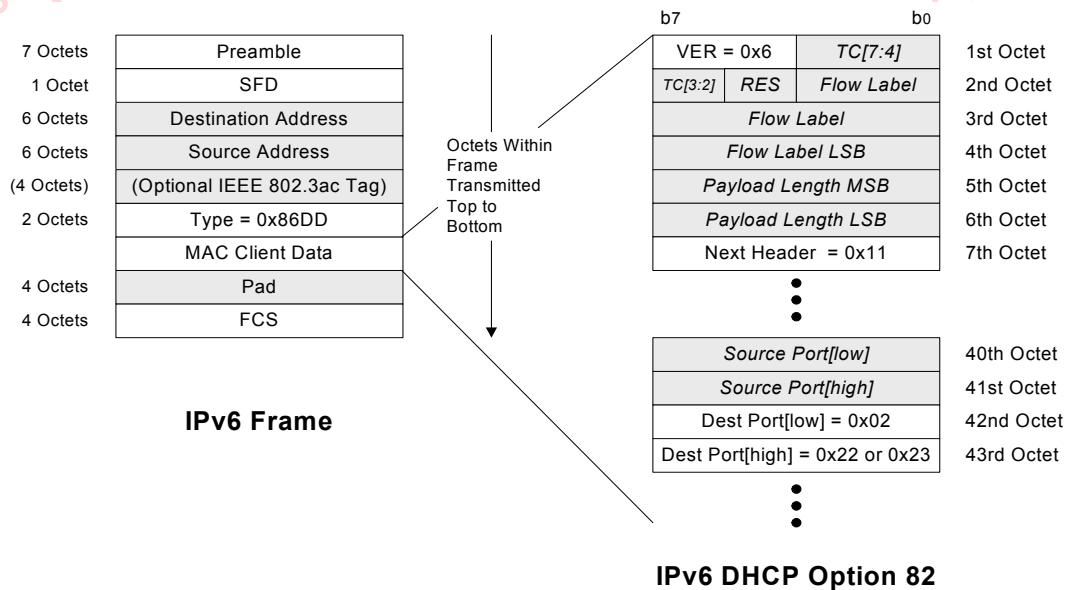 b7 b0
7 Octets Preamble
1 Octet SFD
6 Octets Destination Address
6 Octets Source Address
(4 Octets) (Optional IEEE 802.3ac Tag)
2 Octets Type = 0x86DD
MAC Client Data
4 Octets Pad
4 Octets FCS
IPv6 Frame
Octets Within
Frame
Transmitted
Top to
Bottom
VER = 0x6 TC[7:4] 1st Octet
TC[3:2] RES Flow Label 2nd Octet
Flow Label 3rd Octet
Flow Label LSB 4th Octet
Payload Length MSB 5th Octet
Payload Length LSB 6th Octet
Next Header = 0x11 7th Octet
Source Port[low] 40th Octet
Source Port[high] 41st Octet
Dest Port[low] = 0x02 42nd Octet
Dest Port[high] = 0x22 or 0x23 43rd Octet
IPv6 DHCP Option 82